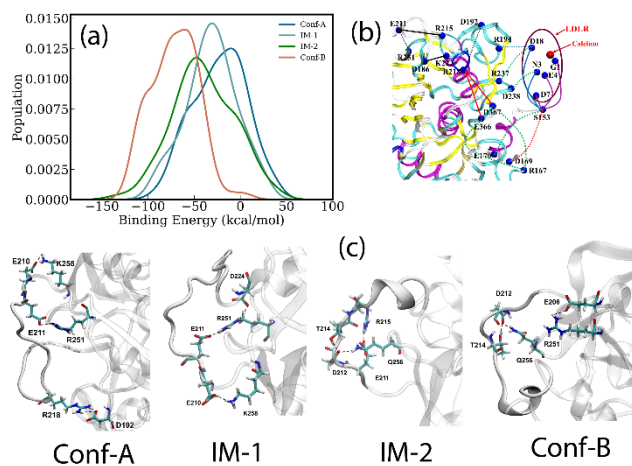 (a)
Conf-A
IM-1
IM-2
Conf-B
Population
0.0150
0.0125
0.0100
0.0075
0.0050
0.0025
0.0000
−150 −100 −50 0 50 100
Binding Energy (kcal/mol)
(b)
E211
R215
D192
R194
D18
LDLR
Calcium
R251
D186
R218
R237
N3
G1
E4
D238
D7
D367
E366
S153
E170
D169
R167
(c)
E210
K258
E211
R251
R218
D192
Conf-A
D224
R251
E211
E210
K258
IM-1
T214
R215
D212
Q256
E211
IM-2
D212
E206
T214
R251
Q256
Conf-B